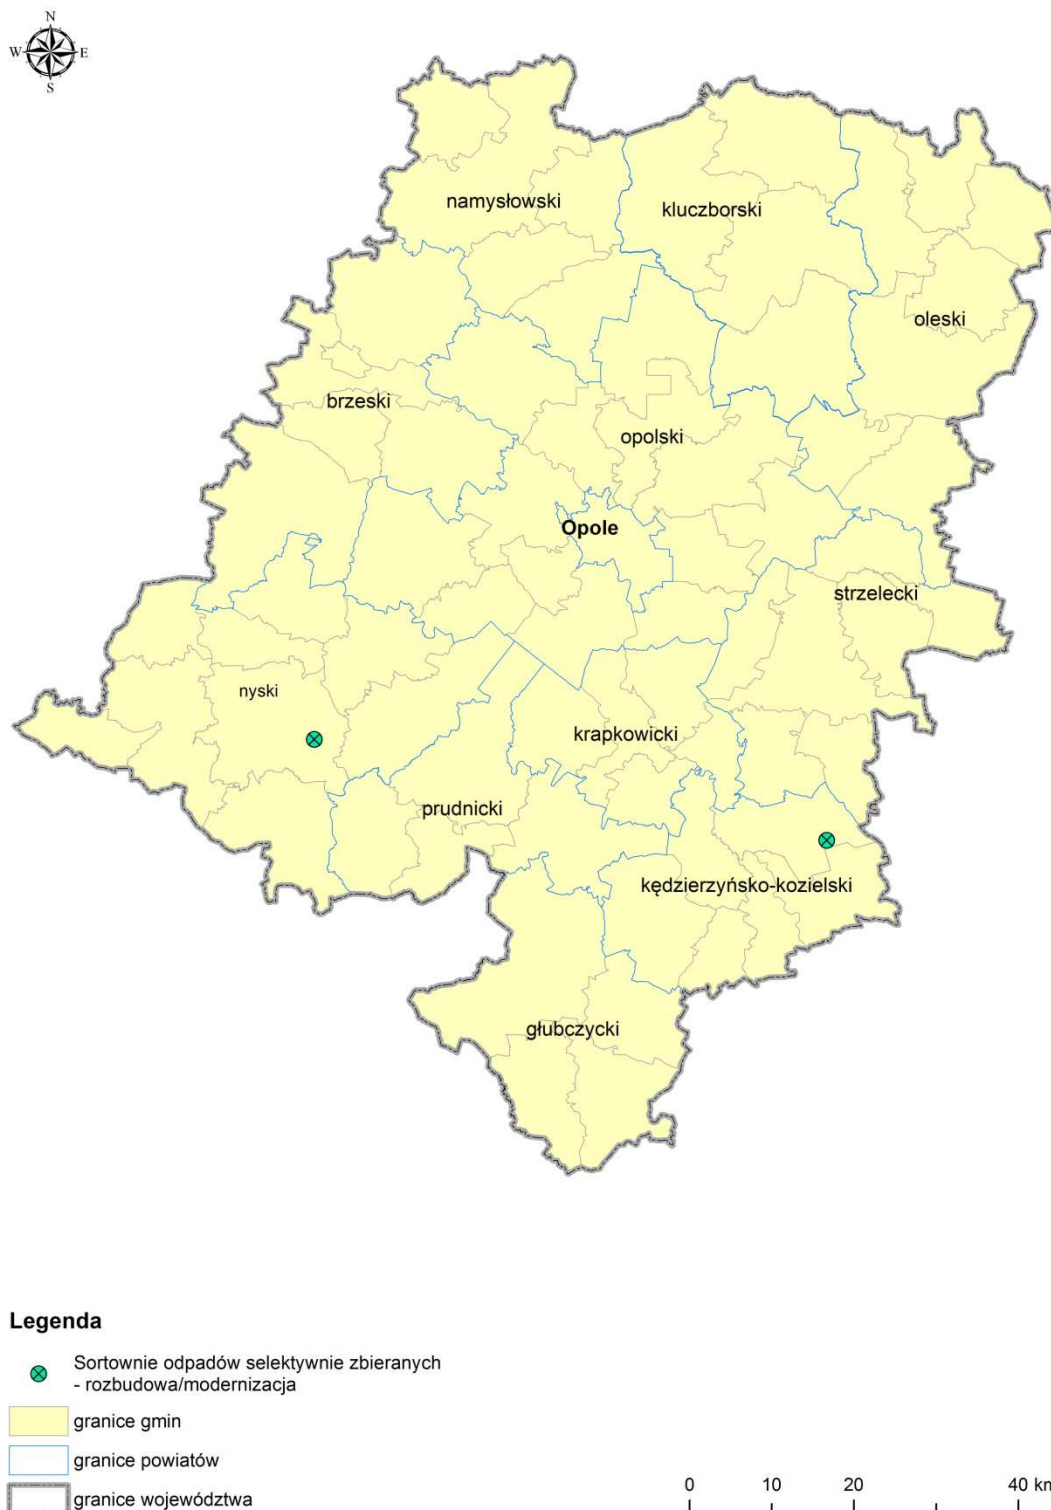 N
W E
S
namysłowski
kluczborski
oleski
brzeski
opolski
Opole
strzelecki
nyski
krapkowicki
prudnicki
kędzierzyńsko-kozielski
głubczycki
Legenda
Sortownie odpadów selektywnie zbieranych
- rozbudowa/modernizacja
granice gmin
granice powiatów
granice województwa
0 10 20 40 km